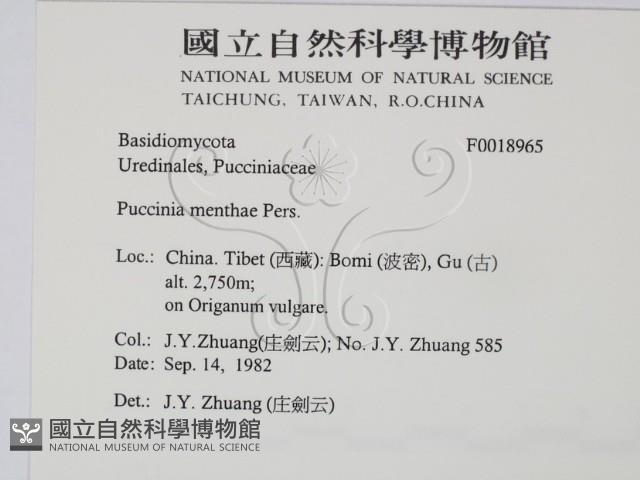 國立自然科學博物館
NATIONAL MUSEUM OF NATURAL SCIENCE
TAICHUNG, TAIWAN, R.O.CHINA
Basidiomycota F0018965
Uredinales, Pucciniaceae
Puccinia menthae Pers.
Loc.: China. Tibet (西藏): Bomi (波密), Gu (古)
alt. 2,750m;
on Origanum vulgare.
Col.: J.Y.Zhuang(庄劍云); No. J.Y. Zhuang 585
Date: Sep. 14, 1982
Det.: J.Y. Zhuang (庄劍云)
國立自然科學博物館
NATIONAL MUSEUM OF NATURAL SCIENCE